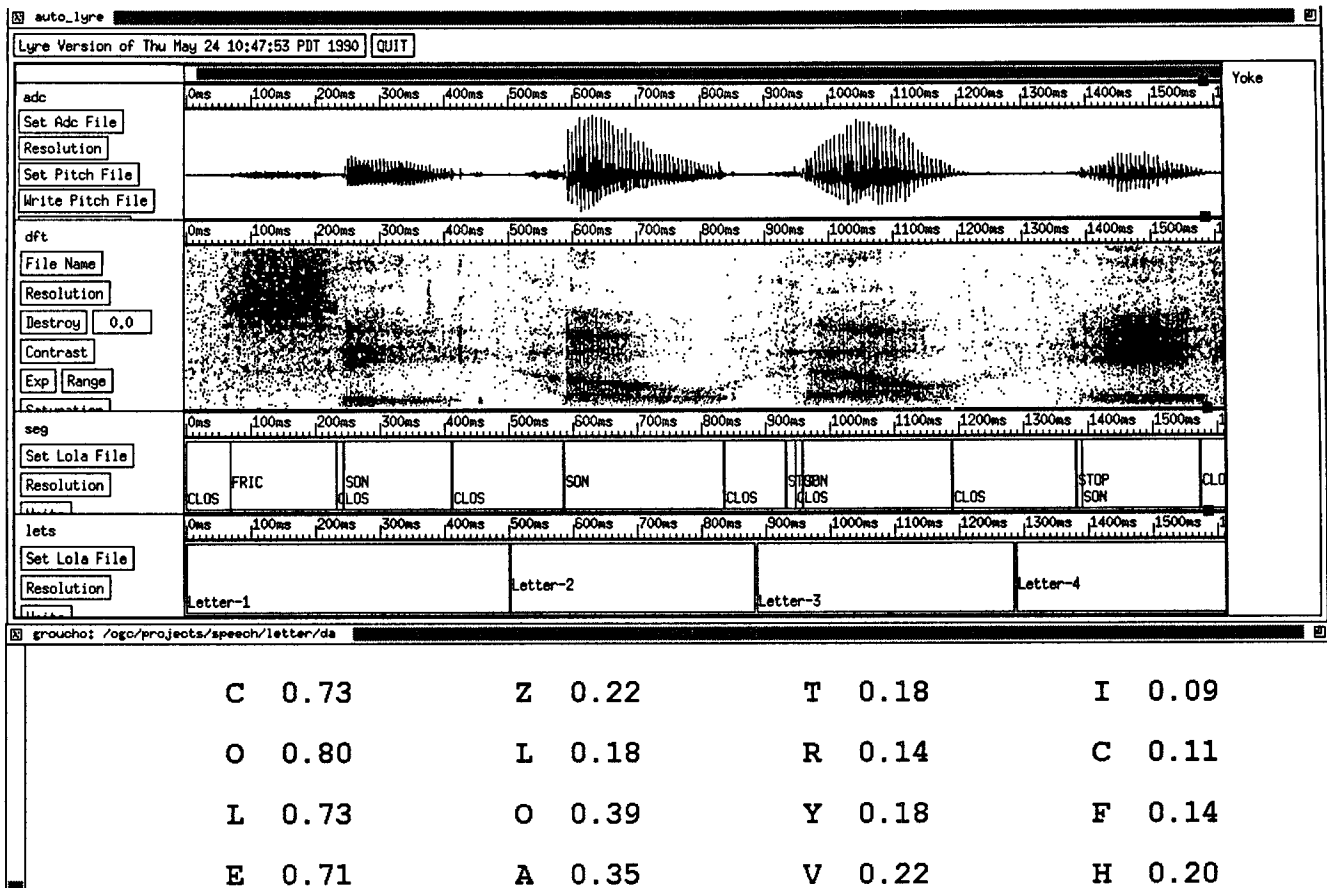 auto_lyre
Lyre Version of Thu May 24 10:47:53 PDT 1990 QUIT
Yoke
adc
0ms 100ms 200ms 300ms 400ms 500ms 600ms 700ms 800ms 900ms 1000ms 1100ms 1200ms 1300ms 1400ms 1500ms 1
Set Adc File
Resolution
Set Pitch File
Write Pitch File
dft
0ms 100ms 200ms 300ms 400ms 500ms 600ms 700ms 800ms 900ms 1000ms 1100ms 1200ms 1300ms 1400ms 1500ms 1
File Name
Resolution
Destroy 0.0
Contrast
Exp Range
Saturation
seg
0ms 100ms 200ms 300ms 400ms 500ms 600ms 700ms 800ms 900ms 1000ms 1100ms 1200ms 1300ms 1400ms 1500ms 1
Set Lola File
Resolution
FRIC SON SON STOP CLO
CLOS CLOS CLOS CLOS CLOS SON
lets
0ms 100ms 200ms 300ms 400ms 500ms 600ms 700ms 800ms 900ms 1000ms 1100ms 1200ms 1300ms 1400ms 1500ms 1
Set Lola File
Resolution
Letter-1 Letter-2 Letter-3 Letter-4
groucho: /ogc/projects/speech/letter/da
C 0.73 Z 0.22 T 0.18 I 0.09
O 0.80 L 0.18 R 0.14 C 0.11
L 0.73 O 0.39 Y 0.18 F 0.14
E 0.71 A 0.35 V 0.22 H 0.20